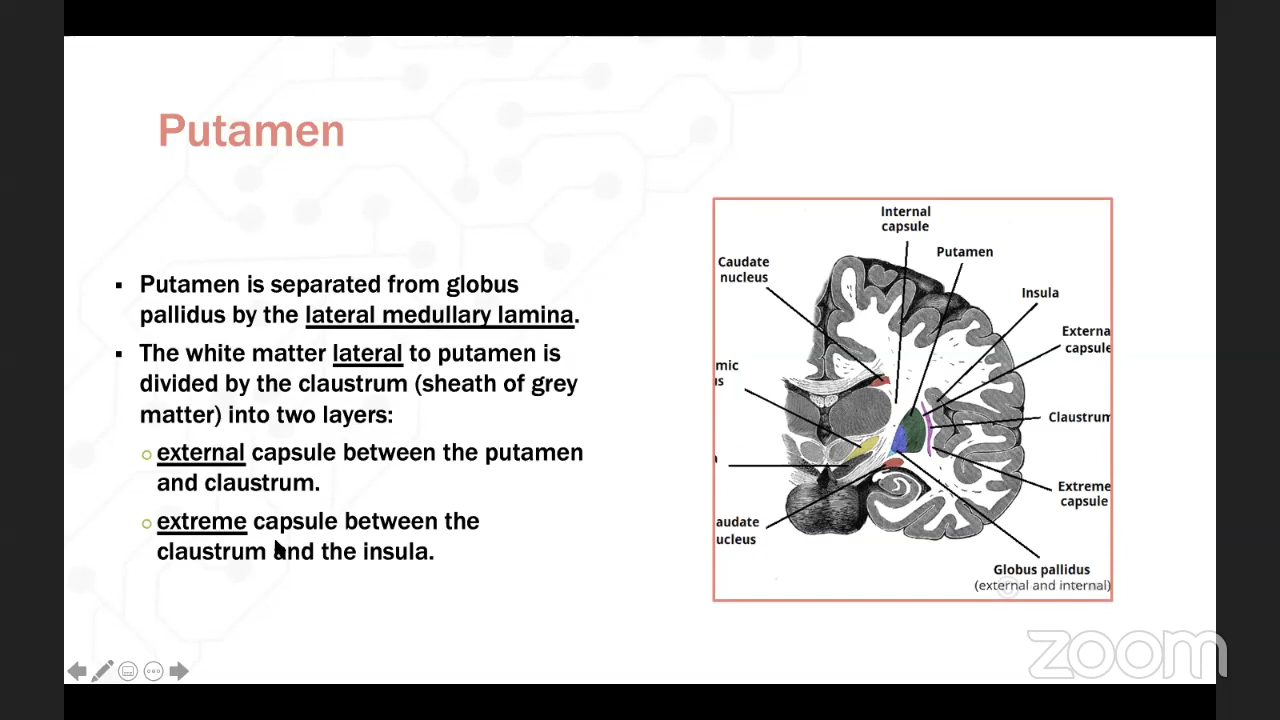 Putamen
Putamen is separated from globus
pallidus by the lateral medullary lamina.
The white matter lateral to putamen is
divided by the claustrum (sheath of grey
matter) into two layers:
external capsule between the putamen
and claustrum.
extreme capsule between the
claustrum and the insula.
Internal
capsule
Putamen
Caudate
nucleus
Insula
Externa
capsule
mic
us
Claustrum
Extreme
capsule
audate
ucleus
Globus pallidus
(external and internal)
zoom